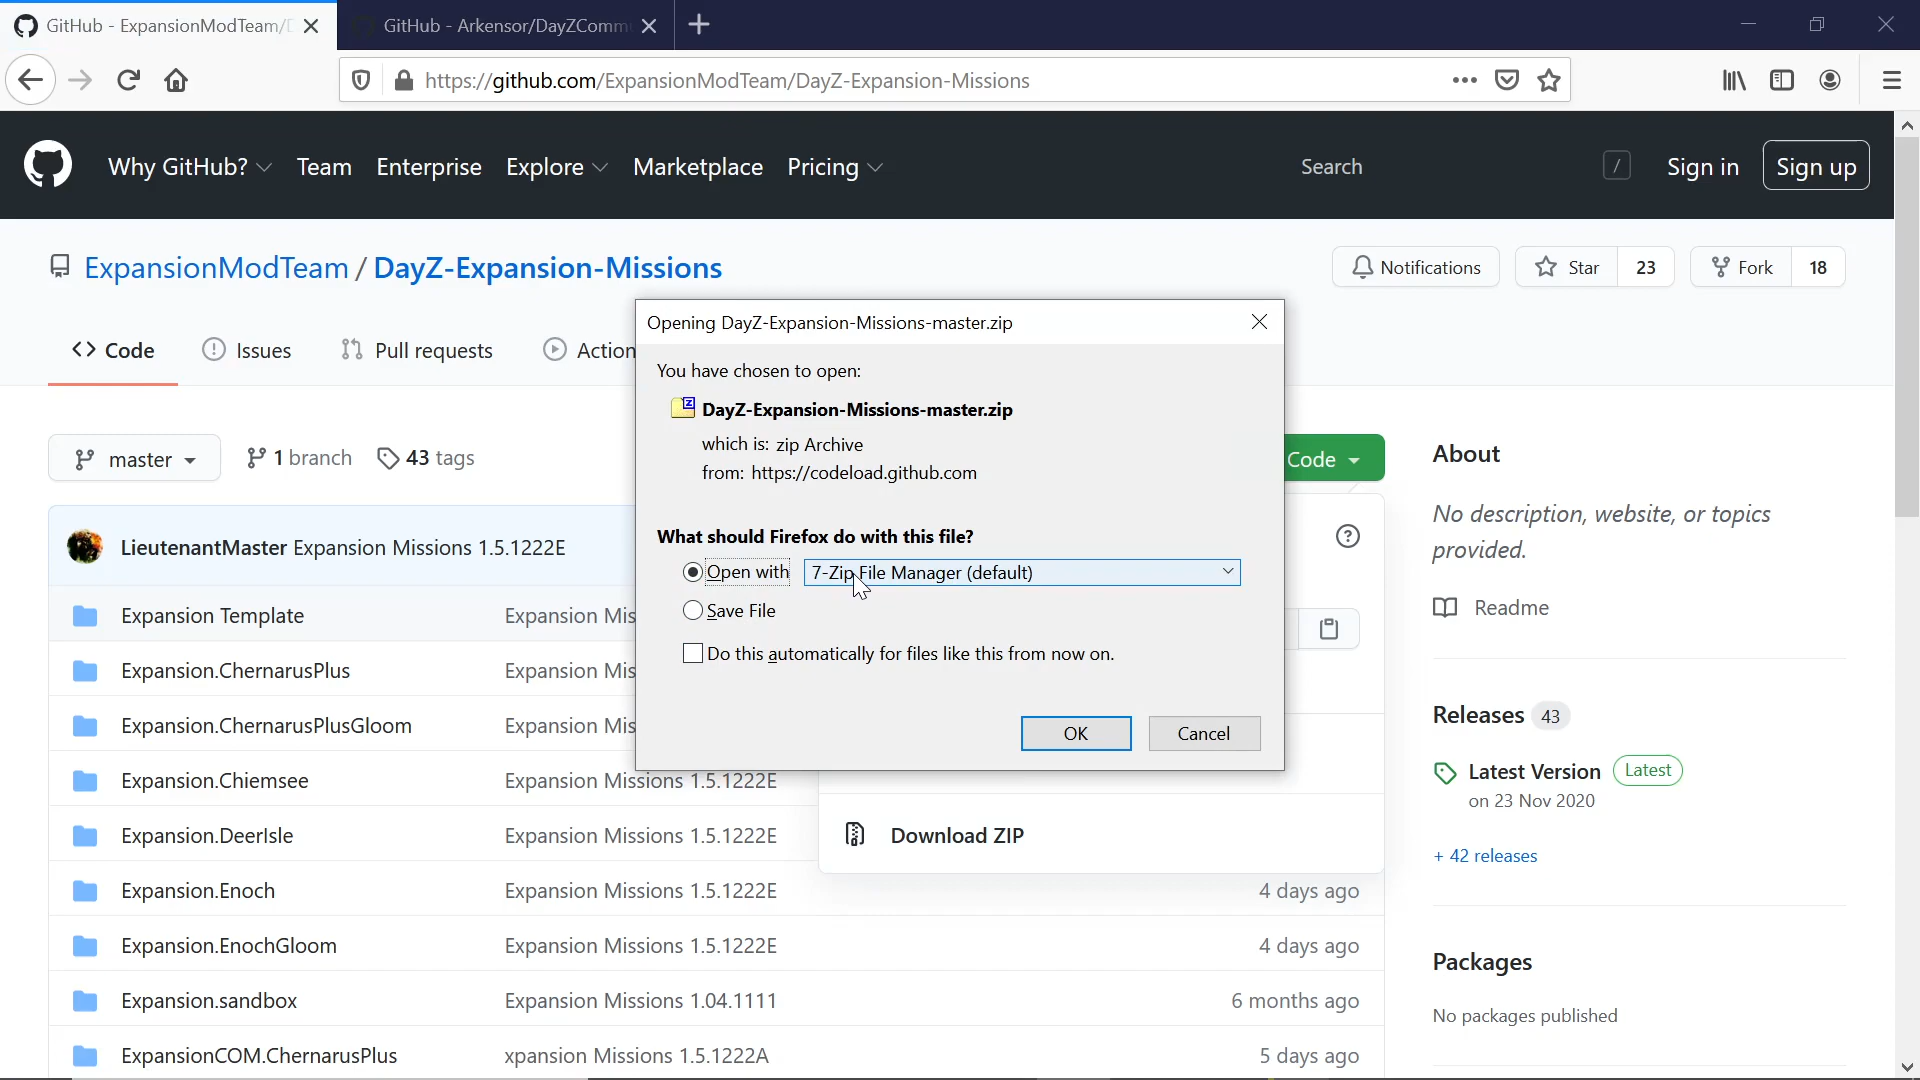 GitHub - ExpansionModTeam/D
GitHub - Arkensor/DayZComm
https://github.com/ExpansionModTeam/DayZ-Expansion-Missions
Why GitHub? Team Enterprise Explore Marketplace Pricing Search / Sign in Sign up
ExpansionModTeam / DayZ-Expansion-Missions
Notifications Star 23 Fork 18
Code Issues Pull requests Action
Opening DayZ-Expansion-Missions-master.zip
You have chosen to open:
DayZ-Expansion-Missions-master.zip
which is: zip Archive
from: https://codeload.github.com
What should Firefox do with this file?
Open with 7-Zip File Manager (default)
Save File
Do this automatically for files like this from now on.
OK Cancel
master 1 branch 43 tags
Code
LieutenantMaster Expansion Missions 1.5.1222E
Expansion Template Expansion Mis
Expansion.ChernarusPlus Expansion Mis
Expansion.ChernarusPlusGloom Expansion Mis
Expansion.Chiemsee Expansion Missions 1.5.1222E
Expansion.DeerIsle Expansion Missions 1.5.1222E
Expansion.Enoch Expansion Missions 1.5.1222E 4 days ago
Expansion.EnochGloom Expansion Missions 1.5.1222E 4 days ago
Expansion.sandbox Expansion Missions 1.04.1111 6 months ago
ExpansionCOM.ChernarusPlus xpansion Missions 1.5.1222A 5 days ago
Download ZIP
About
No description, website, or topics
provided.
Readme
Releases 43
Latest Version Latest
on 23 Nov 2020
+ 42 releases
Packages
No packages published